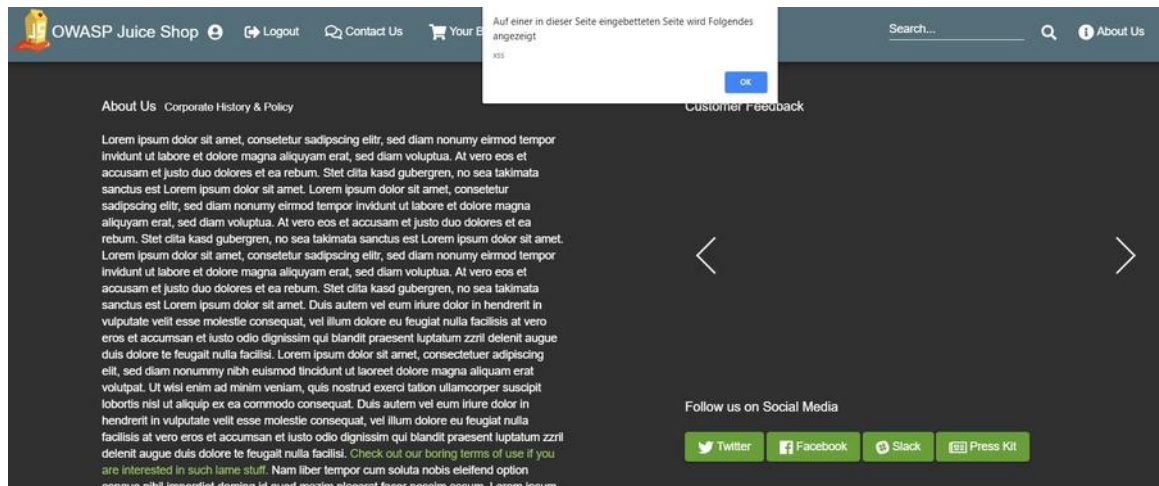 OWASP Juice Shop
Logout
Contact Us
Your B
Auf einer in dieser Seite eingebetteten Seite wird Folgendes
angezeigt
xss
OK
Search...
About Us
About Us Corporate History & Policy
Lorem ipsum dolor sit amet, consetetur sadipscing elitr, sed diam nonumy eirmod tempor
invidunt ut labore et dolore magna aliquyam erat, sed diam voluptua. At vero eos et
accusam et justo duo dolores et ea rebum. Stet clita kasd gubergren, no sea takimata
sanctus est Lorem ipsum dolor sit amet. Lorem ipsum dolor sit amet, consetetur
sadipscing elitr, sed diam nonumy eirmod tempor invidunt ut labore et dolore magna
aliquyam erat, sed diam voluptua. At vero eos et accusam et justo duo dolores et ea
rebum. Stet clita kasd gubergren, no sea takimata sanctus est Lorem ipsum dolor sit amet.
Lorem ipsum dolor sit amet, consetetur sadipscing elitr, sed diam nonumy eirmod tempor
invidunt ut labore et dolore magna aliquyam erat, sed diam voluptua. At vero eos et
accusam et justo duo dolores et ea rebum. Stet clita kasd gubergren, no sea takimata
sanctus est Lorem ipsum dolor sit amet. Duis autem vel eum iriure dolor in hendrerit in
vulputate velit esse molestie consequat, vel illum dolore eu feugiat nulla facilisis at vero
eros et accumsan et iusto odio dignissim qui blandit praesent luptatum zzril delenit augue
duis dolore te feugait nulla facilisi. Lorem ipsum dolor sit amet, consectetuer adipiscing
elit, sed diam nonummy nibh euismod tincidunt ut laoreet dolore magna aliquam erat
volutpat. Ut wisi enim ad minim veniam, quis nostrud exerci tation ullamcorper suscipit
lobortis nisl ut aliquip ex ea commodo consequat. Duis autem vel eum iriure dolor in
hendrerit in vulputate velit esse molestie consequat, vel illum dolore eu feugiat nulla
facilisis at vero eros et accumsan et iusto odio dignissim qui blandit praesent luptatum zzril
delenit augue duis dolore te feugait nulla facilisi. Check out our boring terms of use if you
are interested in such lame stuff. Nam liber tempor cum soluta nobis eleifend option
congue nihil imperdiet doming id quod mazim placerat facer possim assum. Lorem ipsum
Customer Feedback
Follow us on Social Media
Twitter
Facebook
Slack
Press Kit